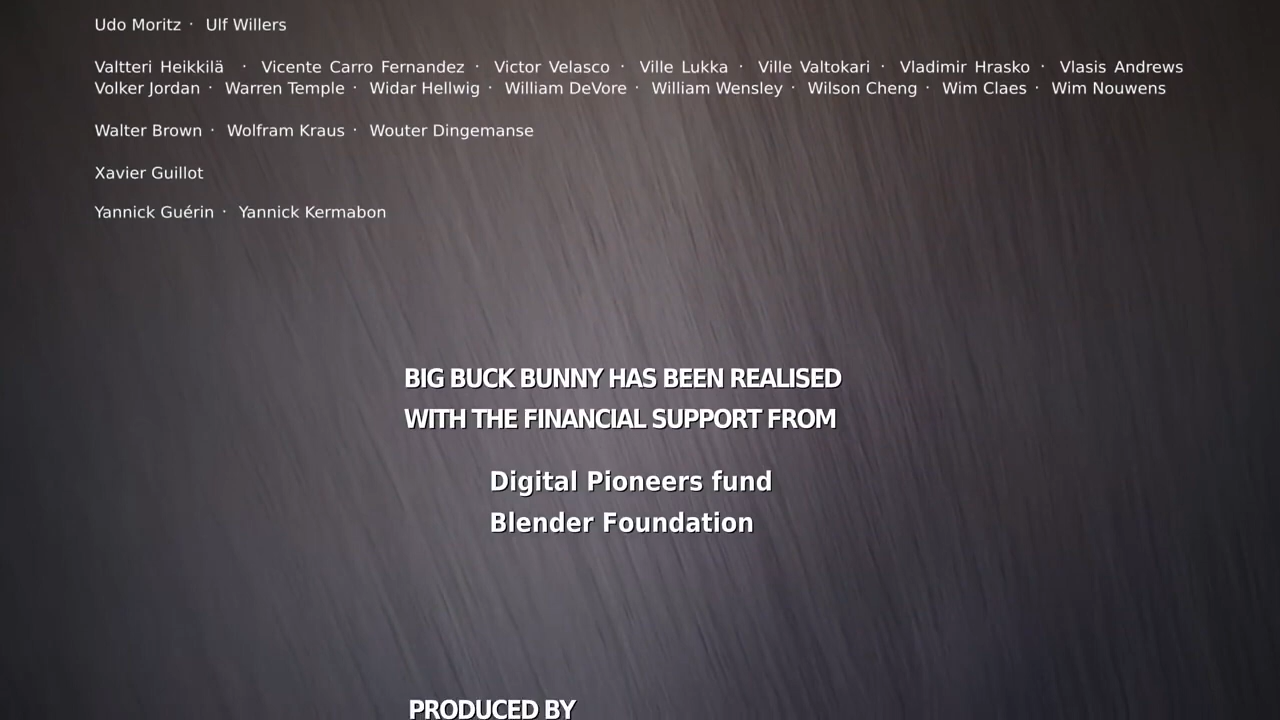 Udo Moritz · Ulf Willers
Valtteri Heikkilä · Vicente Carro Fernandez · Victor Velasco · Ville Lukka · Ville Valtokari · Vladimir Hrasko · Vlasis Andrews
Volker Jordan · Warren Temple · Widar Hellwig · William DeVore · William Wensley · Wilson Cheng · Wim Claes · Wim Nouwens
Walter Brown · Wolfram Kraus · Wouter Dingemanse
Xavier Guillot
Yannick Guérin · Yannick Kermabon
BIG BUCK BUNNY HAS BEEN REALISED
WITH THE FINANCIAL SUPPORT FROM
Digital Pioneers fund
Blender Foundation
PRODUCED BY